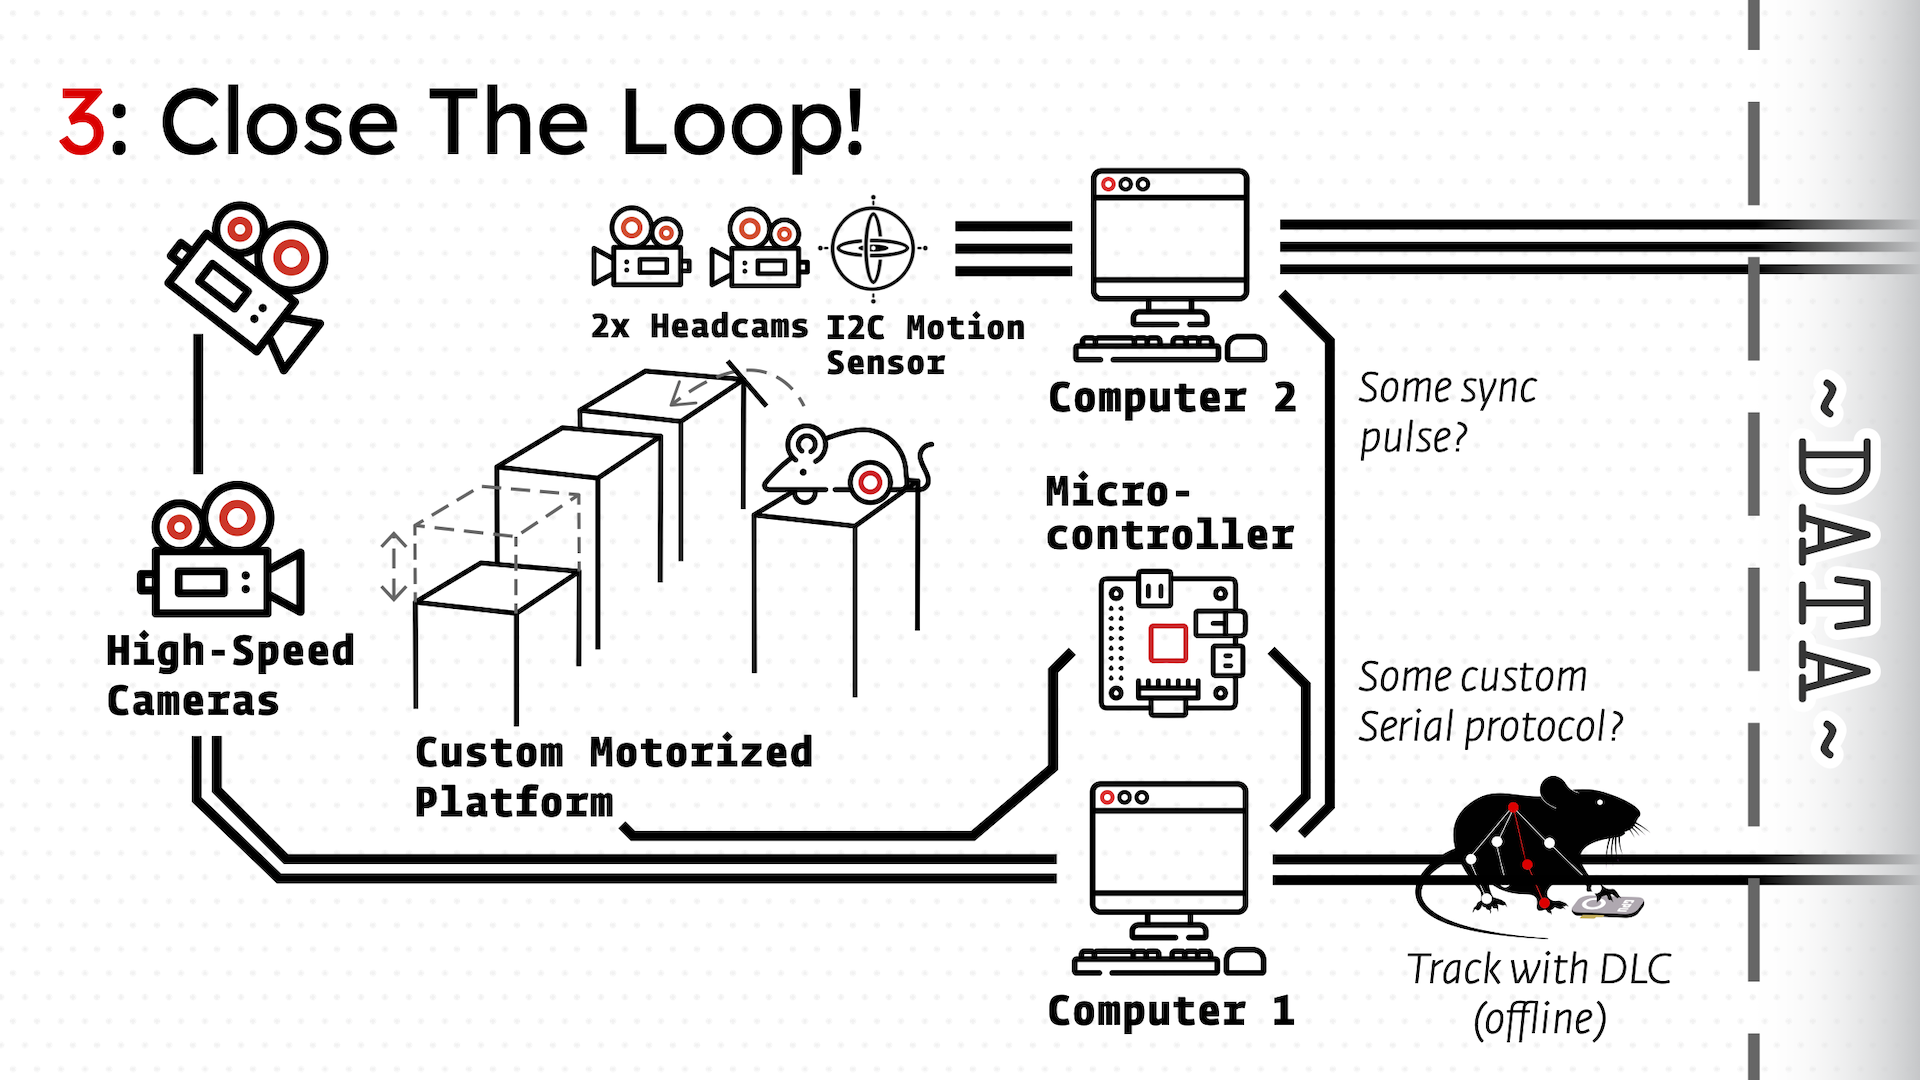 3: Close The Loop!
2x Headcams
I2C Motion
Sensor
Computer 2
Some sync
pulse?
Micro-
controller
High-Speed
Cameras
Custom Motorized
Platform
Some custom
Serial protocol?
~DATA~
GPU
Computer 1
Track with DLC
(offline)